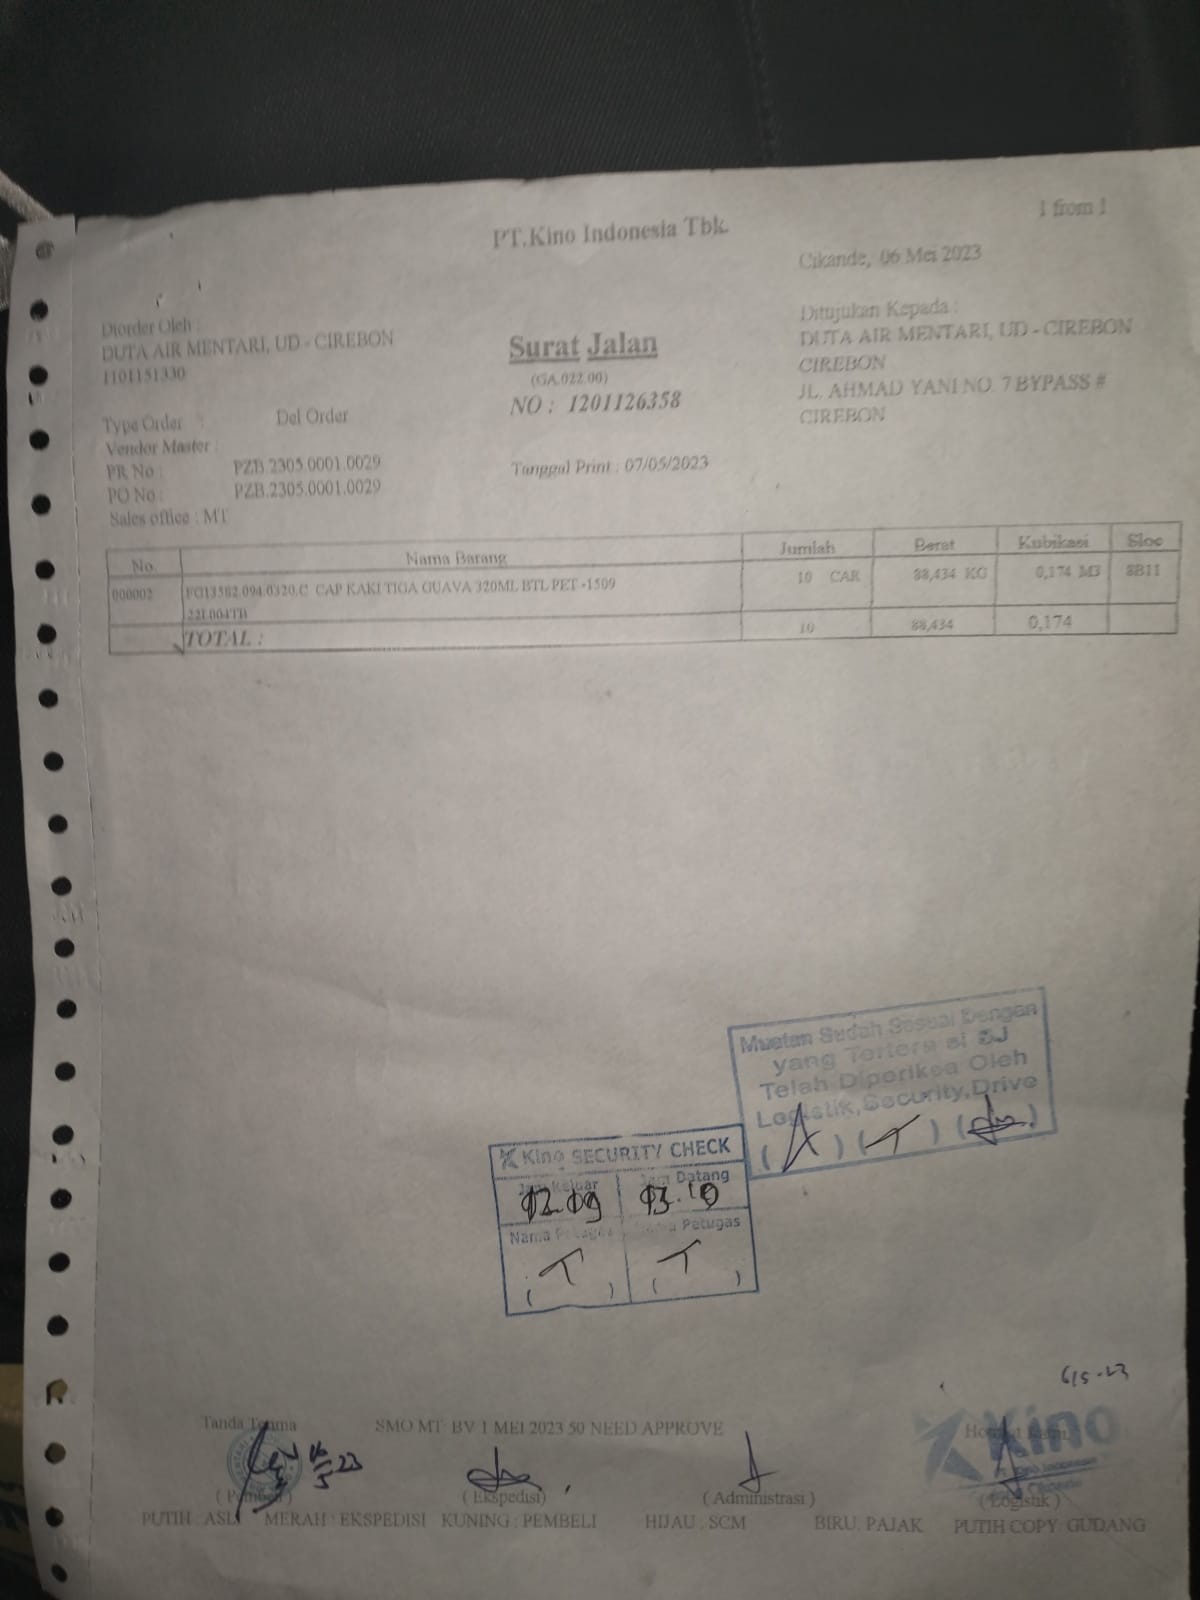 1 from 1
PT.Kino Indonesia Tbk.
Cikande, 06 Mei 2023
Diorder Oleh :
DUTA AIR MENTARI, UD - CIREBON
1101151330
Surat Jalan
(GA.022.00)
NO : 1201126358
Ditujukan Kepada :
DUTA AIR MENTARI, UD - CIREBON
CIREBON
JL. AHMAD YANI NO. 7 BYPASS #
CIREBON
Type Order : Del Order
Vendor Master :
PR No : PZB.2305.0001.0029
PO No : PZB.2305.0001.0029
Sales office : MT
Tanggal Print : 07/05/2023
No. Nama Barang Jumlah Berat Kubikasi Sloc
000002 FG13582.094.0320.C CAP KAKI TIGA GUAVA 320ML BTL PET -1509 10 CAR 88,434 KG 0,174 M3 8B11
TOTAL : 10 88,434 0,174
Muatan Sudah Sesuai Dengan
yang Tertera di SJ
Telah Diperiksa Oleh
Logistik,Security,Drive
Kino SECURITY CHECK
Jam Keluar Jam Datang
13.10
Nama Petugas Nama Petugas
6/5-23
Tanda Terima SMO MT BV 1 MEI 2023 50 NEED APPROVE Hormat Kami,
Kino
16/5 23
( Pembeli ) ( Ekspedisi) ( Administrasi ) ( Logistik )
PUTIH : ASLI MERAH : EKSPEDISI KUNING : PEMBELI HIJAU : SCM BIRU: PAJAK PUTIH COPY: GUDANG